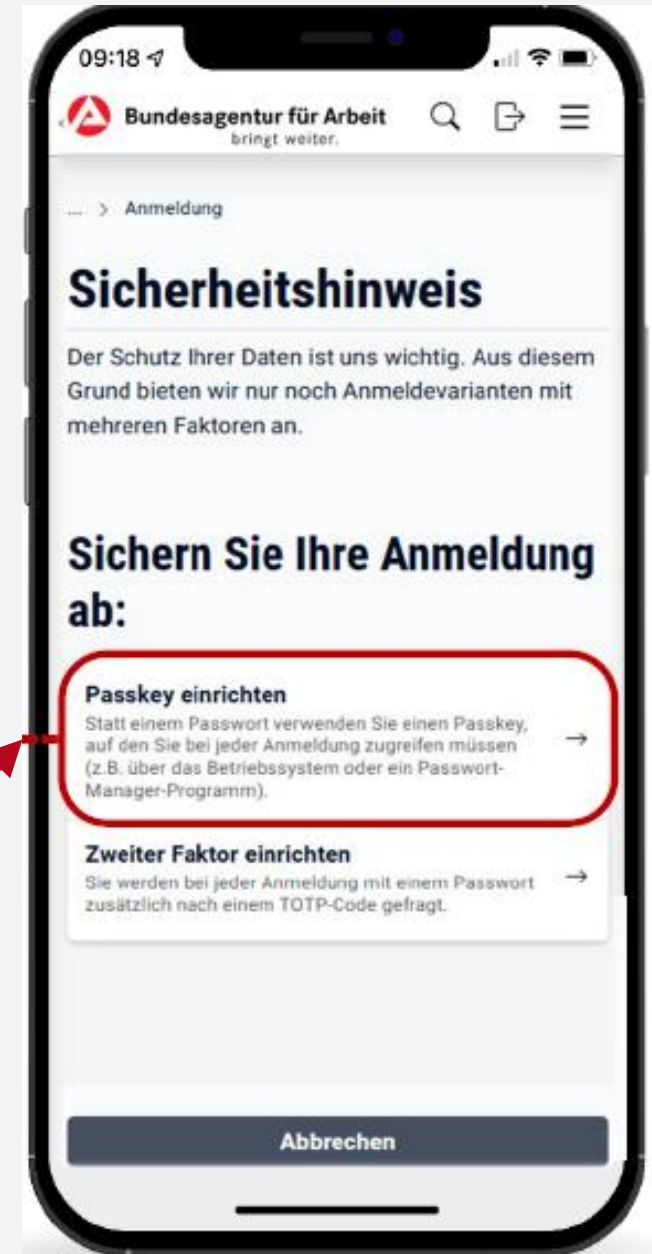 09:18
Bundesagentur für Arbeit
bringt weiter.
... > Anmeldung
Sicherheitshinweis
Der Schutz Ihrer Daten ist uns wichtig. Aus diesem
Grund bieten wir nur noch Anmeldevarianten mit
mehreren Faktoren an.
Sichern Sie Ihre Anmeldung
ab:
Passkey einrichten
Statt einem Passwort verwenden Sie einen Passkey,
auf den Sie bei jeder Anmeldung zugreifen müssen
(z.B. über das Betriebssystem oder ein Passwort-
Manager-Programm).
Zweiter Faktor einrichten
Sie werden bei jeder Anmeldung mit einem Passwort
zusätzlich nach einem TOTP-Code gefragt.
Abbrechen